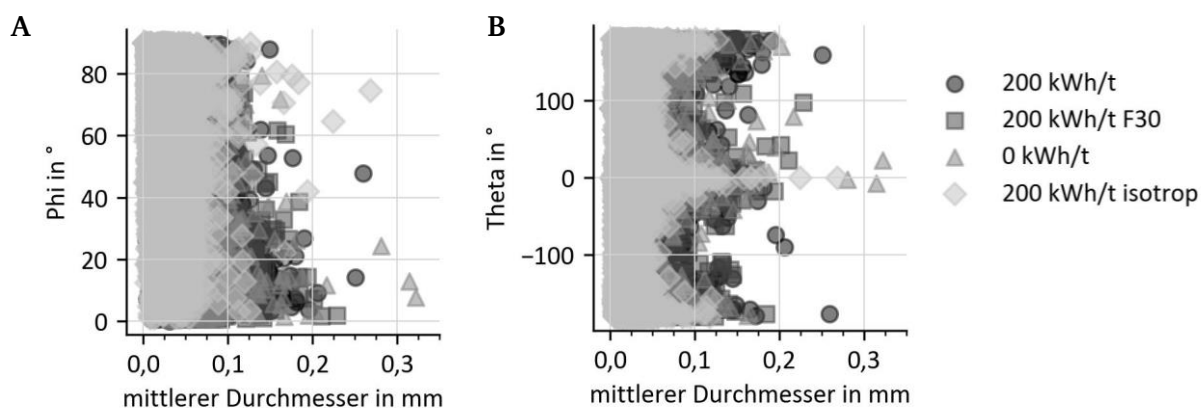 A
Phi in °
80
60
40
20
0
0,0 0,1 0,2 0,3
mittlerer Durchmesser in mm
B
Theta in °
100
0
−100
0,0 0,1 0,2 0,3
mittlerer Durchmesser in mm
200 kWh/t
200 kWh/t F30
0 kWh/t
200 kWh/t isotrop